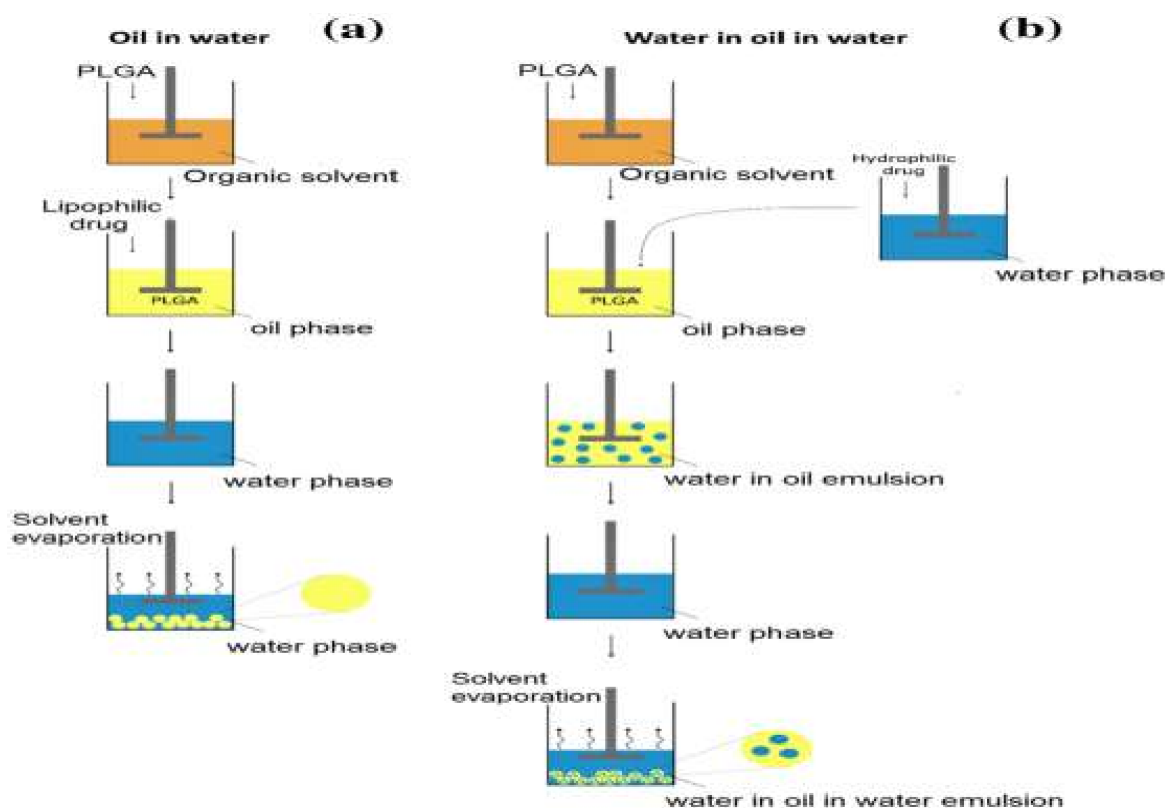 (a)
Oil in water
PLGA
Organic solvent
Lipophilic
drug
PLGA
oil phase
water phase
Solvent
evaporation
water phase
(b)
Water in oil in water
PLGA
Organic solvent
Hydrophilic
drug
water phase
PLGA
oil phase
water in oil emulsion
water phase
Solvent
evaporation
water in oil in water emulsion